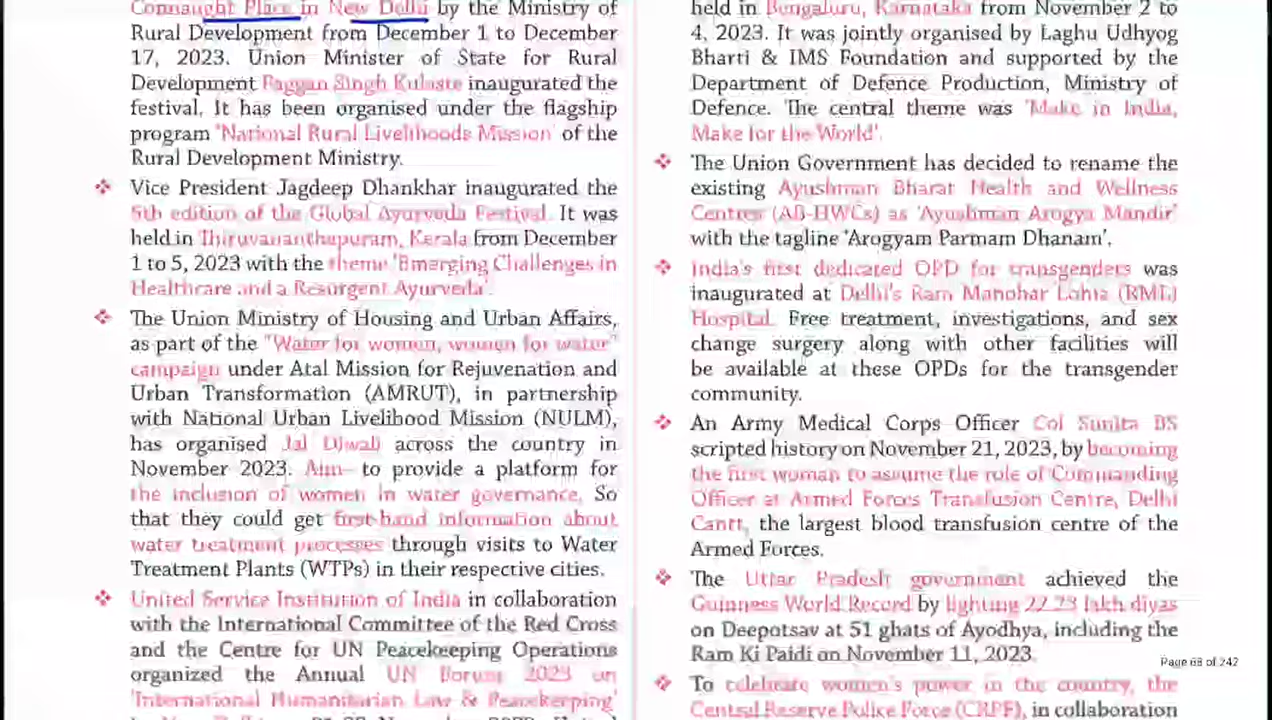 Connaught Place in New Delhi by the Ministry of
Rural Development from December 1 to December
17, 2023. Union Minister of State for Rural
Development Faggan Singh Kulaste inaugurated the
festival. It has been organised under the flagship
program 'National Rural Livelihoods Mission' of the
Rural Development Ministry.
❖ Vice President Jagdeep Dhankhar inaugurated the
5th edition of the Global Ayurveda Festival. It was
held in Thiruvananthapuram, Kerala from December
1 to 5, 2023 with the theme 'Emerging Challenges in
Healthcare and a Resurgent Ayurveda'.
❖ The Union Ministry of Housing and Urban Affairs,
as part of the "Water for women, women for water"
campaign under Atal Mission for Rejuvenation and
Urban Transformation (AMRUT), in partnership
with National Urban Livelihood Mission (NULM),
has organised Jal Diwali across the country in
November 2023. Aim- to provide a platform for
the inclusion of women in water governance. So
that they could get first-hand information about
water treatment processes through visits to Water
Treatment Plants (WTPs) in their respective cities.
❖ United Service Institution of India in collaboration
with the International Committee of the Red Cross
and the Centre for UN Peacekeeping Operations
organized the Annual UN Forum 2023 on
'International Humanitarian Law & Peacekeeping'
held in Bengaluru, Karnataka from November 2 to
4, 2023. It was jointly organised by Laghu Udhyog
Bharti & IMS Foundation and supported by the
Department of Defence Production, Ministry of
Defence. The central theme was 'Make in India,
Make for the World'.
❖ The Union Government has decided to rename the
existing Ayushman Bharat Health and Wellness
Centres (AB-HWCs) as 'Ayushman Arogya Mandir'
with the tagline 'Arogyam Parmam Dhanam'.
❖ India's first dedicated OPD for transgenders was
inaugurated at Delhi's Ram Manohar Lohia (RML)
Hospital. Free treatment, investigations, and sex
change surgery along with other facilities will
be available at these OPDs for the transgender
community.
❖ An Army Medical Corps Officer Col Sunita BS
scripted history on November 21, 2023, by becoming
the first woman to assume the role of Commanding
Officer at Armed Forces Transfusion Centre, Delhi
Cantt, the largest blood transfusion centre of the
Armed Forces.
❖ The Uttar Pradesh government achieved the
Guinness World Record by lighting 22.23 lakh diyas
on Deepotsav at 51 ghats of Ayodhya, including the
Ram Ki Paidi on November 11, 2023.
❖ To celebrate women's power in the country, the
Central Reserve Police Force (CRPF), in collaboration
Page 68 of 242